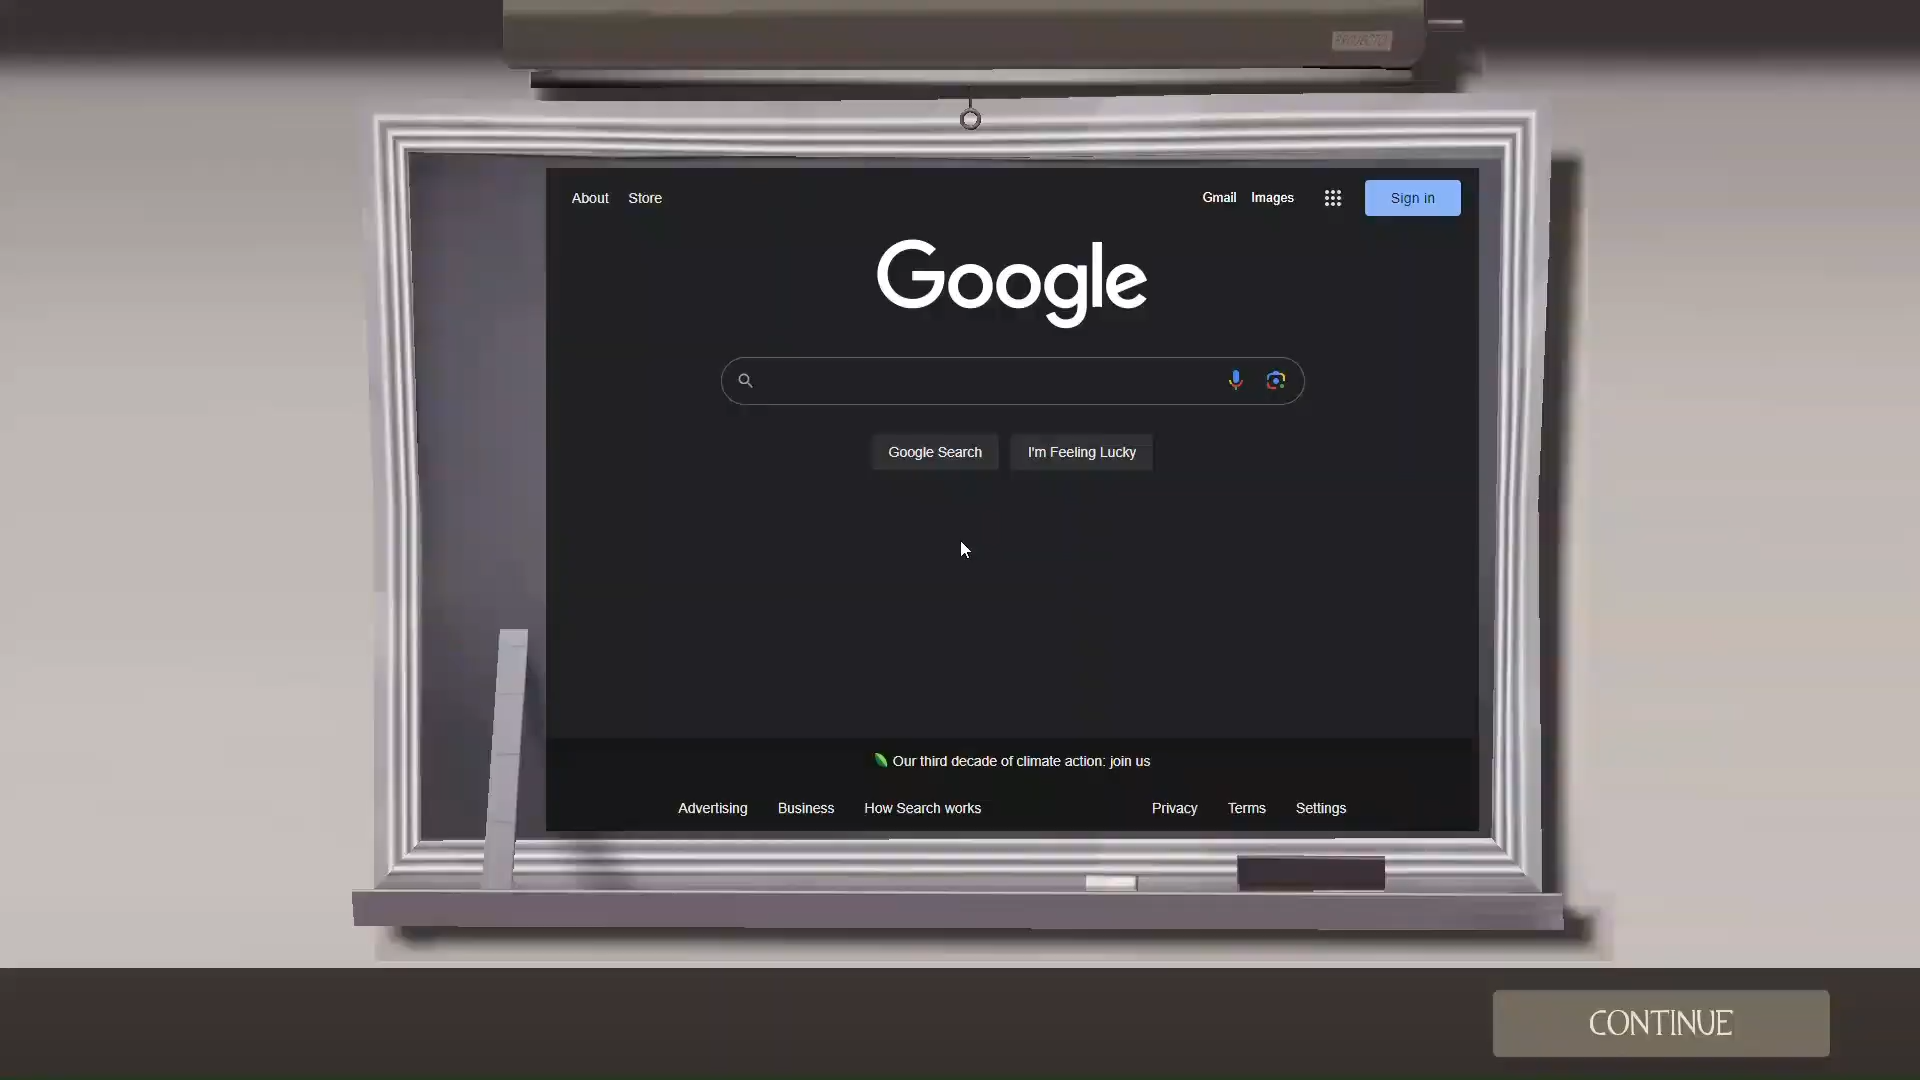 About Store
Gmail Images Sign in
Google
Google Search I'm Feeling Lucky
Our third decade of climate action: join us
Advertising Business How Search works Privacy Terms Settings
CONTINUE